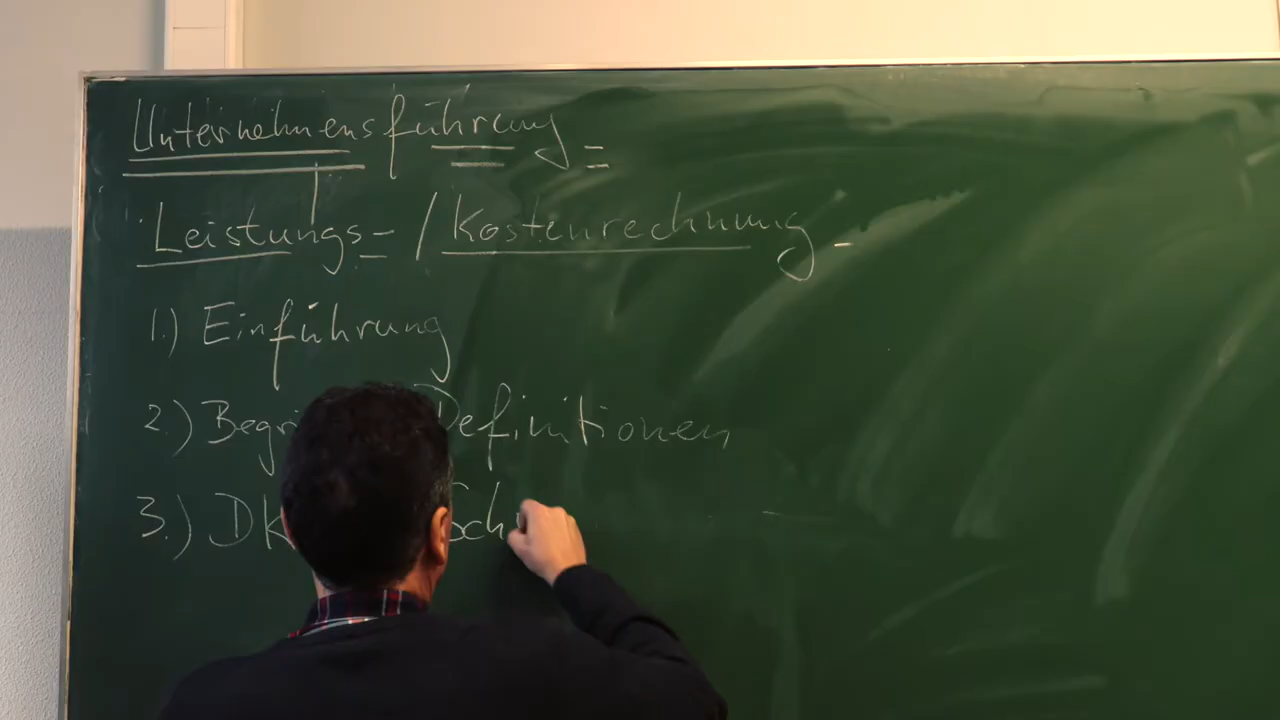 Unternehmensführung
Leistungs- / Kostenrechnung
1.) Einführung
2.) Definitionen
3.)